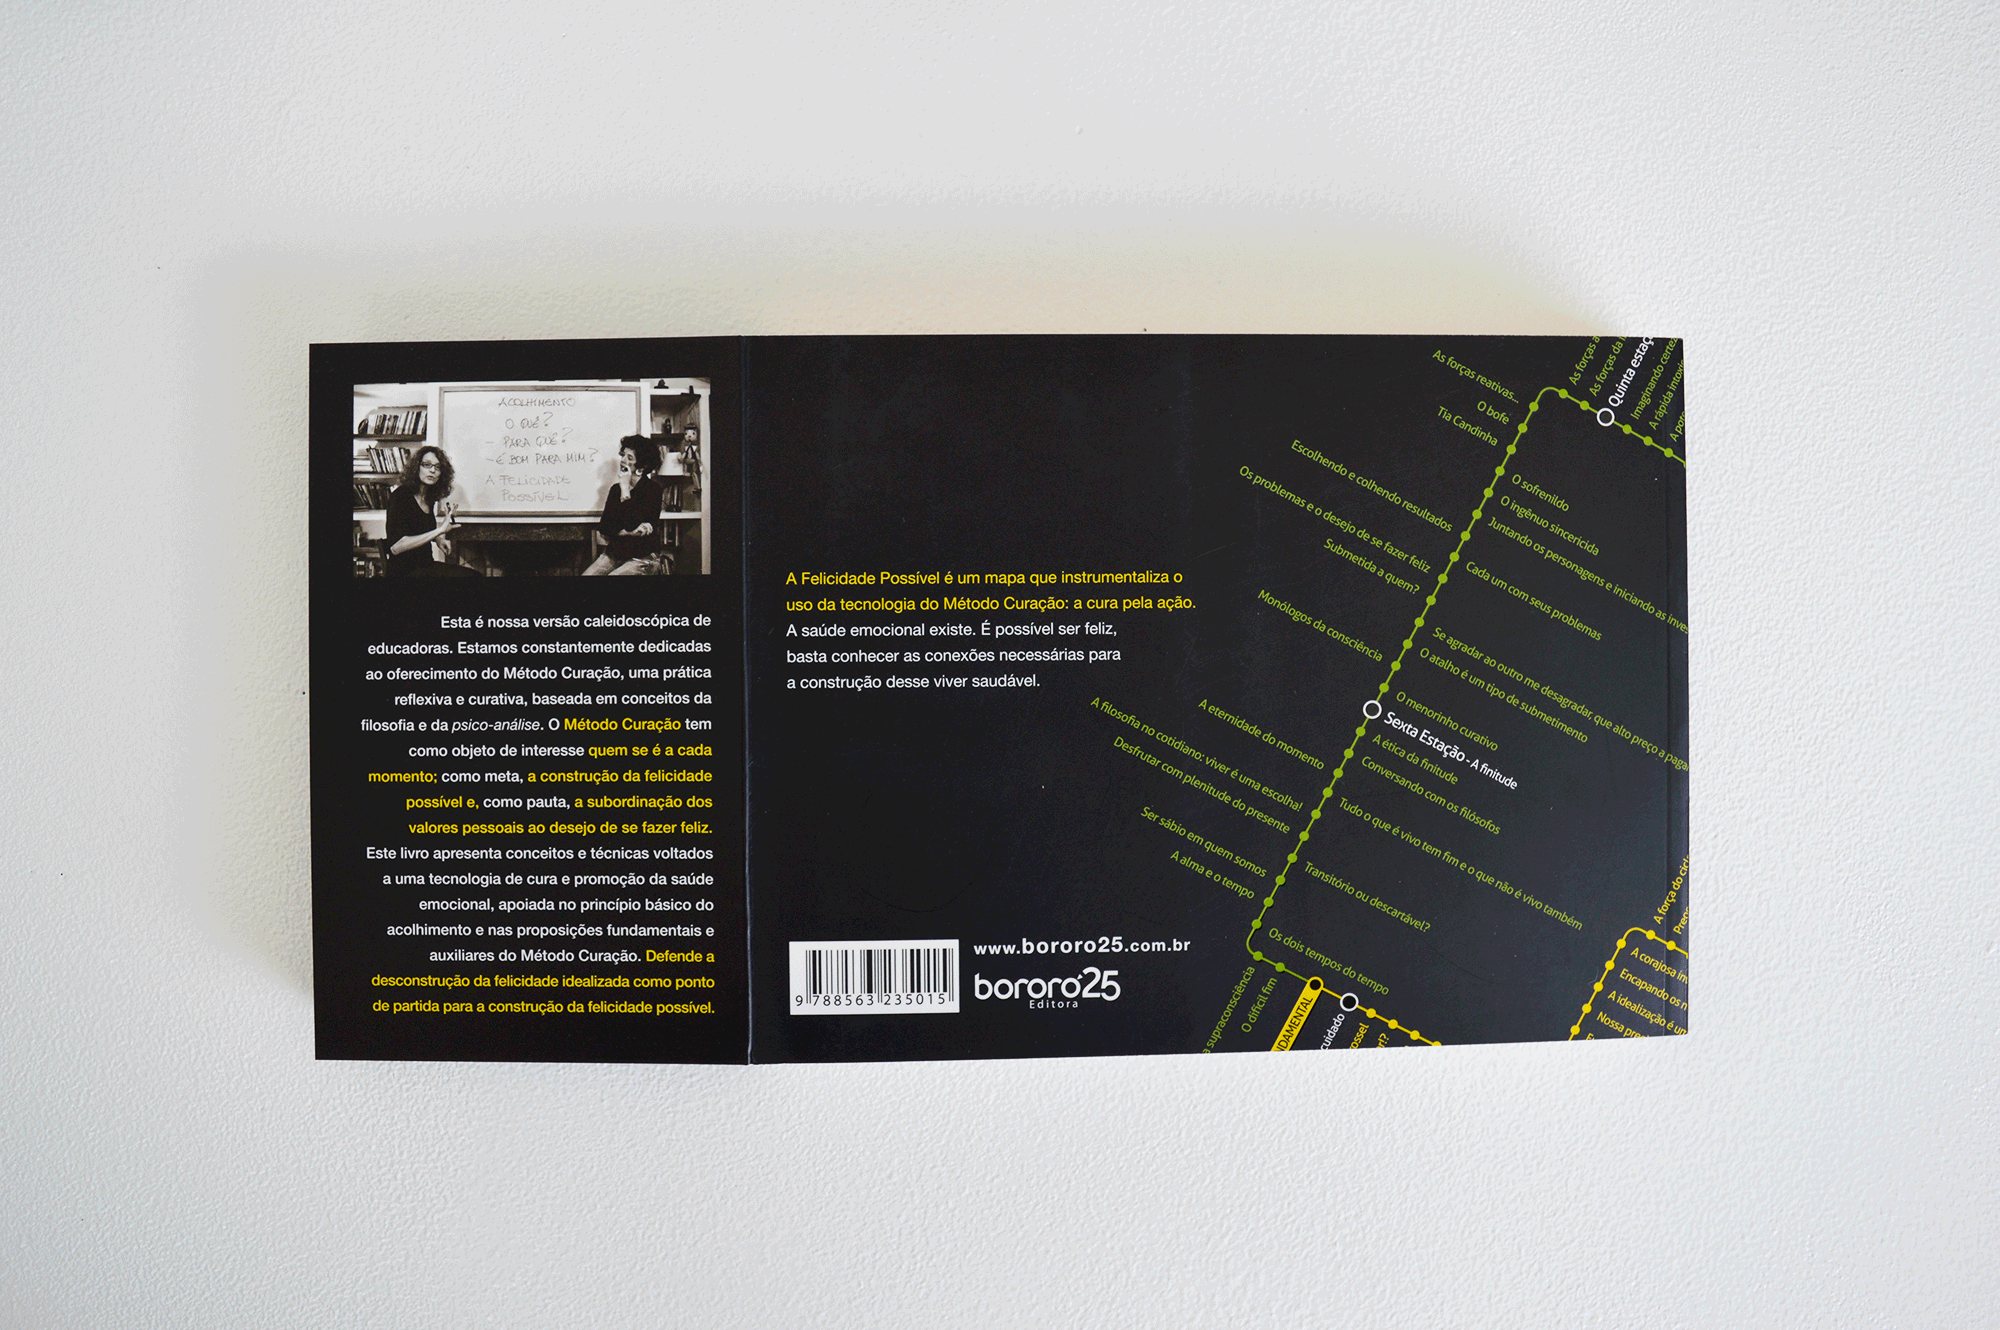 ACOLHIMENTO
O QUÊ?
- PARA QUÊ?
- É BOM PARA MIM?
A FELICIDADE
POSSÍVEL
Esta é nossa versão caleidoscópica de
educadoras. Estamos constantemente dedicadas
ao oferecimento do Método Curação, uma prática
reflexiva e curativa, baseada em conceitos da
filosofia e da psico-análise. O Método Curação tem
como objeto de interesse quem se é a cada
momento; como meta, a construção da felicidade
possível e, como pauta, a subordinação dos
valores pessoais ao desejo de se fazer feliz.
Este livro apresenta conceitos e técnicas voltados
a uma tecnologia de cura e promoção da saúde
emocional, apoiada no princípio básico do
acolhimento e nas proposições fundamentais e
auxiliares do Método Curação. Defende a
desconstrução da felicidade idealizada como ponto
de partida para a construção da felicidade possível.
A Felicidade Possível é um mapa que instrumentaliza o
uso da tecnologia do Método Curação: a cura pela ação.
A saúde emocional existe. É possível ser feliz,
basta conhecer as conexões necessárias para
a construção desse viver saudável.
9 788563 235015
www.bororo25.com.br
bororó25
Editora
As forças reativas...
O bofe
Tia Candinha
Escolhendo e colhendo resultados
Os problemas e o desejo de se fazer feliz
Submetida a quem?
Monólogos da consciência
A eternidade do momento
A filosofia no cotidiano: viver é uma escolha!
Desfrutar com plenitude do presente
Ser sábio em quem somos
A alma e o tempo
As forças
As forças da
Quinta estaç
Imaginando certez
A rápida intoxi
O sofrenildo
O ingênuo sincericida
Juntando os personagens e iniciando as inves
Cada um com seus problemas
Se agradar ao outro me desagradar, que alto preço a paga
O atalho é um tipo de submetimento
O menorinho curativo
Sexta Estação - A finitude
A ética da finitude
Conversando com os filósofos
Tudo o que é vivo tem fim e o que não é vivo também
Transitório ou descartável?
Os dois tempos do tempo
a supraconsciência
O difícil fim
NDAMENTAL
cuidado
ossel
A força do cicl
A corajosa in
Encapando os m
A idealização é um
Nossa pre